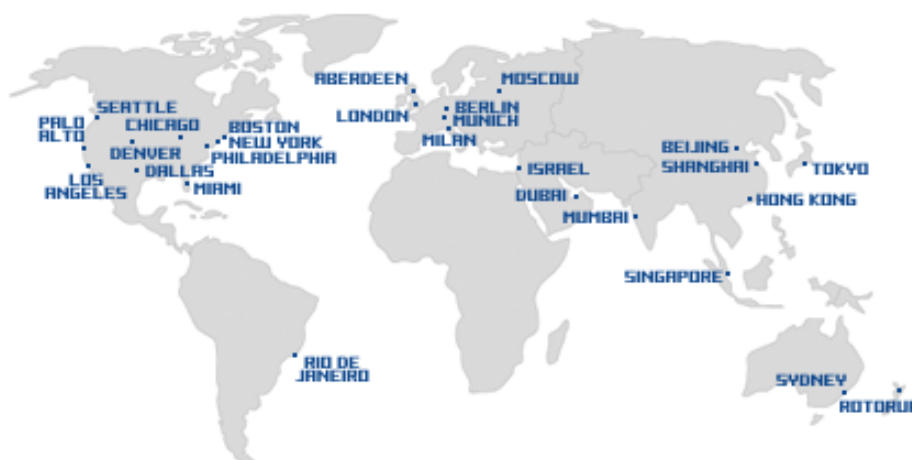 ABERDEEN
MOSCOW
SEATTLE
LONDON
BERLIN
MUNICH
MILAN
PALO
ALTO
CHICAGO
BOSTON
NEW YORK
PHILADELPHIA
DENVER
DALLAS
LOS
ANGELES
MIAMI
ISRAEL
DUBAI
MUMBAI
BEIJING
SHANGHAI
TOKYO
HONG KONG
SINGAPORE
RIO DE
JANEIRO
SYDNEY
ROTORU